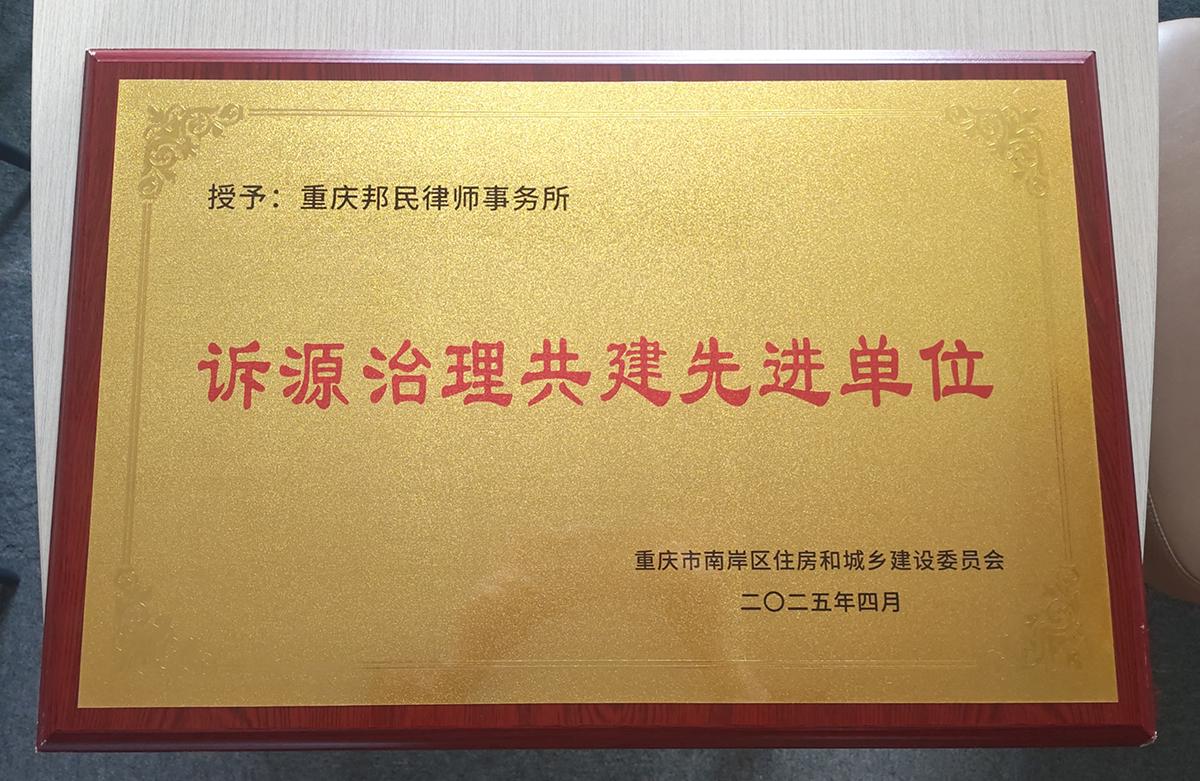 授予：重庆邦民律师事务所
诉源治理共建先进单位
重庆市南岸区住房和城乡建设委员会
二〇二五年四月